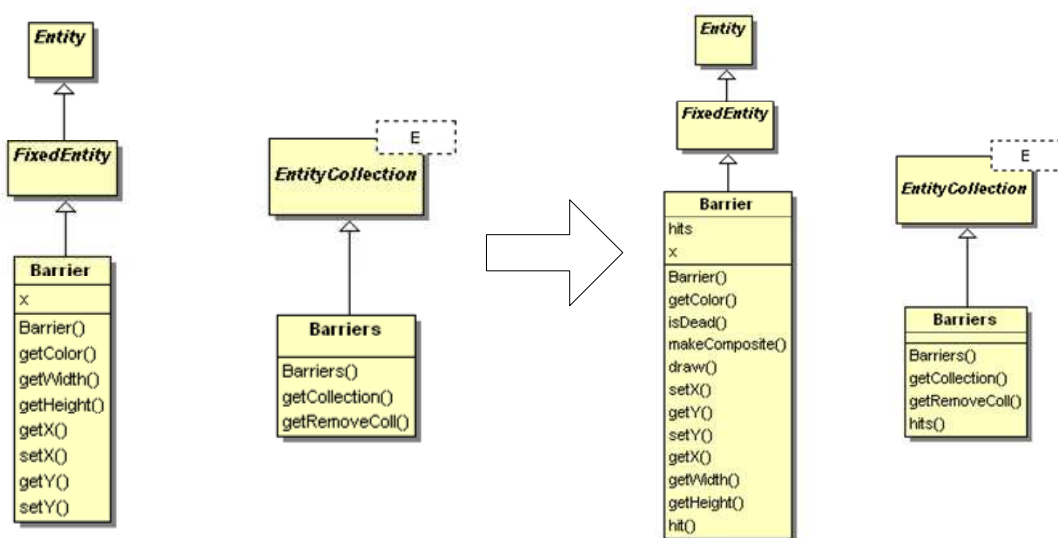 Entity
FixedEntity
Barrier
x
Barrier()
getColor()
getWidth()
getHeight()
getX()
setX()
getY()
setY()
E
EntityCollection
Barriers
Barriers()
getCollection()
getRemoveColl()
Entity
FixedEntity
Barrier
hits
x
Barrier()
getColor()
isDead()
makeComposite()
draw()
setX()
getY()
setY()
getX()
getWidth()
getHeight()
hit()
E
EntityCollection
Barriers
Barriers()
getCollection()
getRemoveColl()
hits()